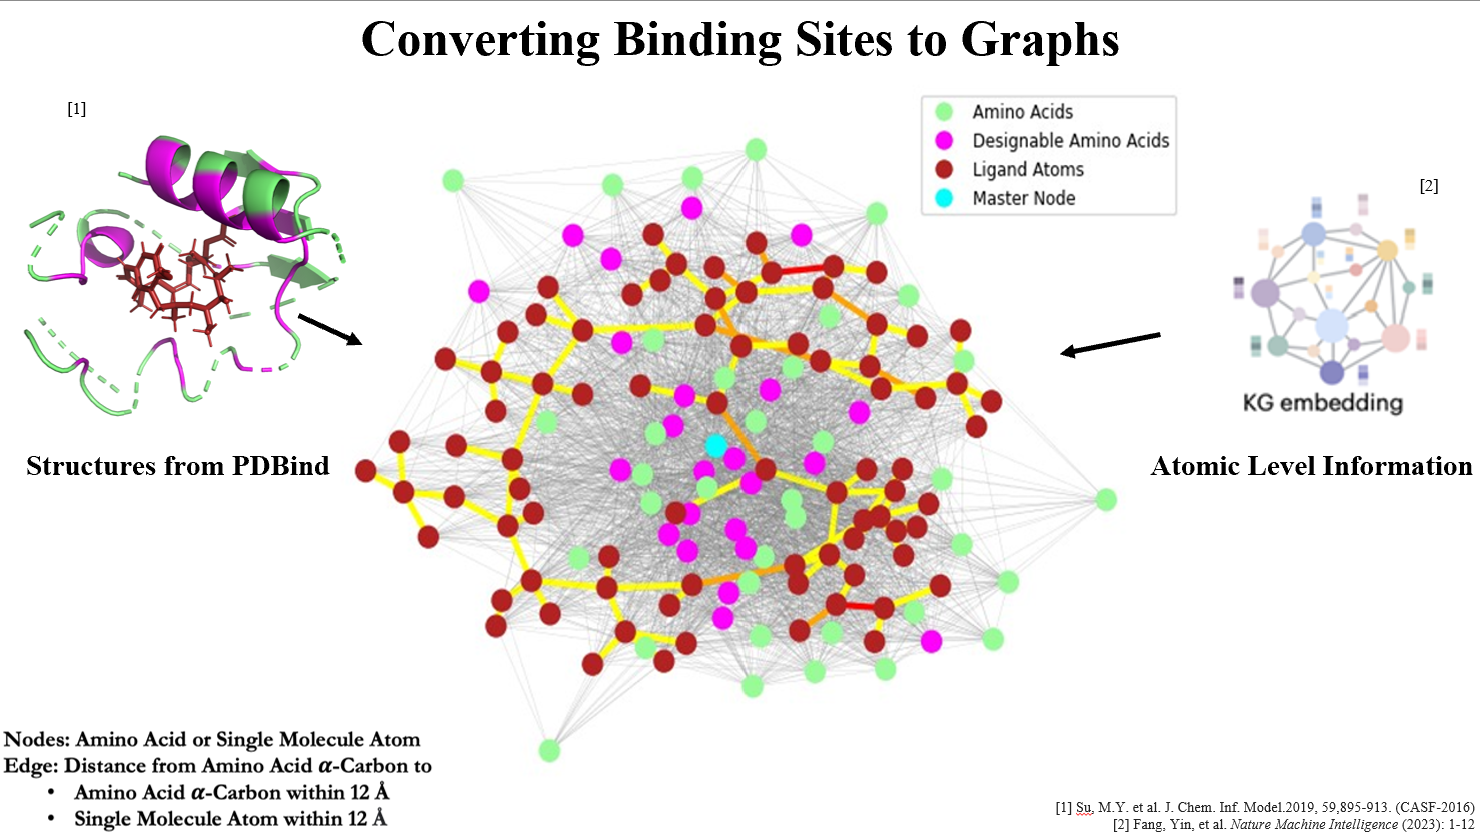 Converting Binding Sites to Graphs
[1]
Amino Acids
Designable Amino Acids
Ligand Atoms
Master Node
[2]
KG embedding
Structures from PDBind
Atomic Level Information
Nodes: Amino Acid or Single Molecule Atom
Edge: Distance from Amino Acid α-Carbon to
• Amino Acid α-Carbon within 12 Å
• Single Molecule Atom within 12 Å
[1] Su, M.Y. et al. J. Chem. Inf. Model.2019, 59,895-913. (CASF-2016)
[2] Fang, Yin, et al. Nature Machine Intelligence (2023): 1-12